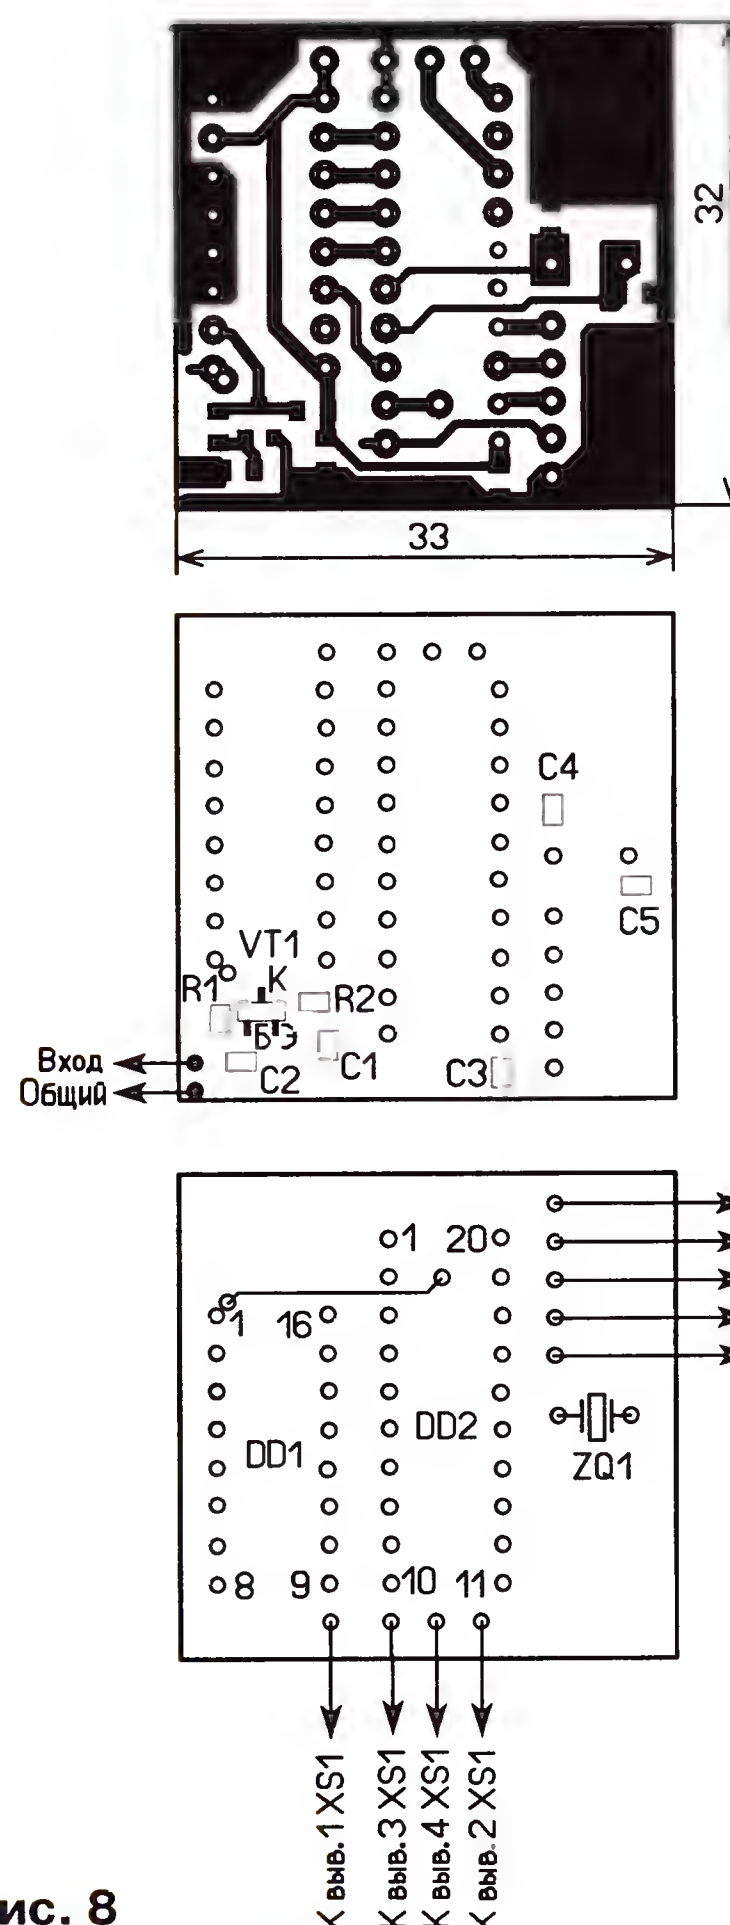 32
33
C4
C5
VT1
R1
К
R2
Б Э
C1
C2
C3
Вход
Общий
1 20
1 16
DD1
DD2
ZQ1
8 9 10 11
К выв. 1 XS1
К выв. 3 XS1
К выв. 4 XS1
К выв. 2 XS1
ис. 8